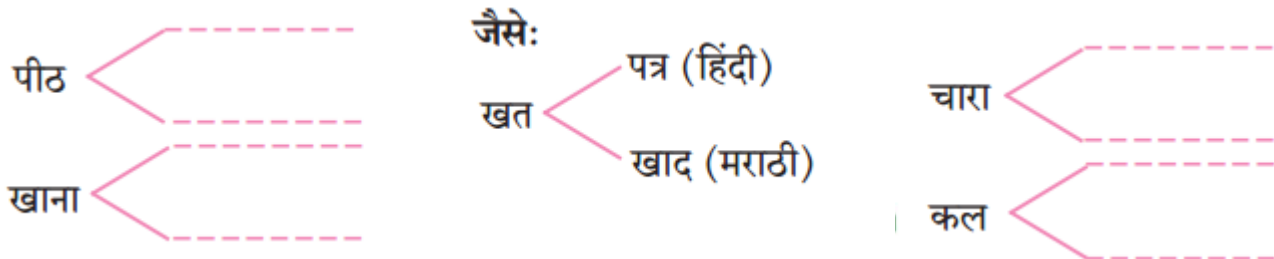 पीठ
खाना
जैसेः
खत
पत्र (हिंदी)
खाद (मराठी)
चारा
कल